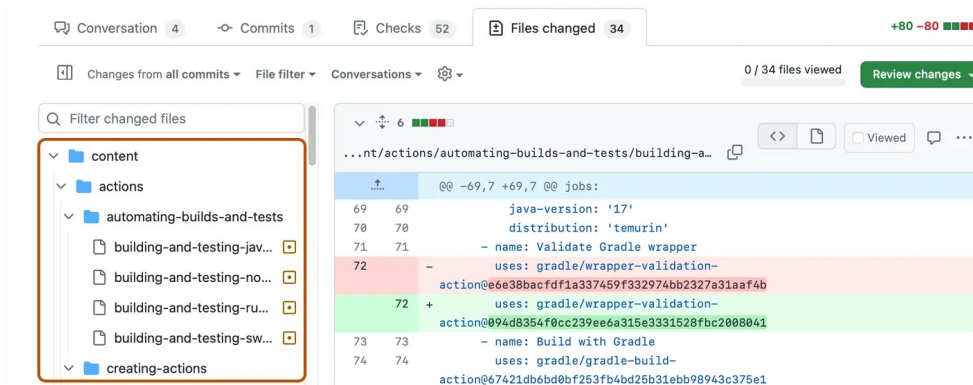 Conversation 4 Commits 1 Checks 52 Files changed 34 +80 −80
Changes from all commits File filter Conversations 0 / 34 files viewed Review changes
Filter changed files
content
actions
automating-builds-and-tests
building-and-testing-jav...
building-and-testing-no...
building-and-testing-ru...
building-and-testing-sw...
creating-actions
6
...nt/actions/automating-builds-and-tests/building-a... Viewed
@@ -69,7 +69,7 @@ jobs:
69 69 java-version: '17'
70 70 distribution: 'temurin'
71 71 - name: Validate Gradle wrapper
72 - uses: gradle/wrapper-validation-
action@e6e38bacfdf1a337459f332974bb2327a31aaf4b
72 + uses: gradle/wrapper-validation-
action@094d8354f0cc239ee6a315e3331528fbc2008041
73 73 - name: Build with Gradle
74 74 uses: gradle/gradle-build-
action@67421db6bd0bf253fb4bd25b31ebb98943c375e1